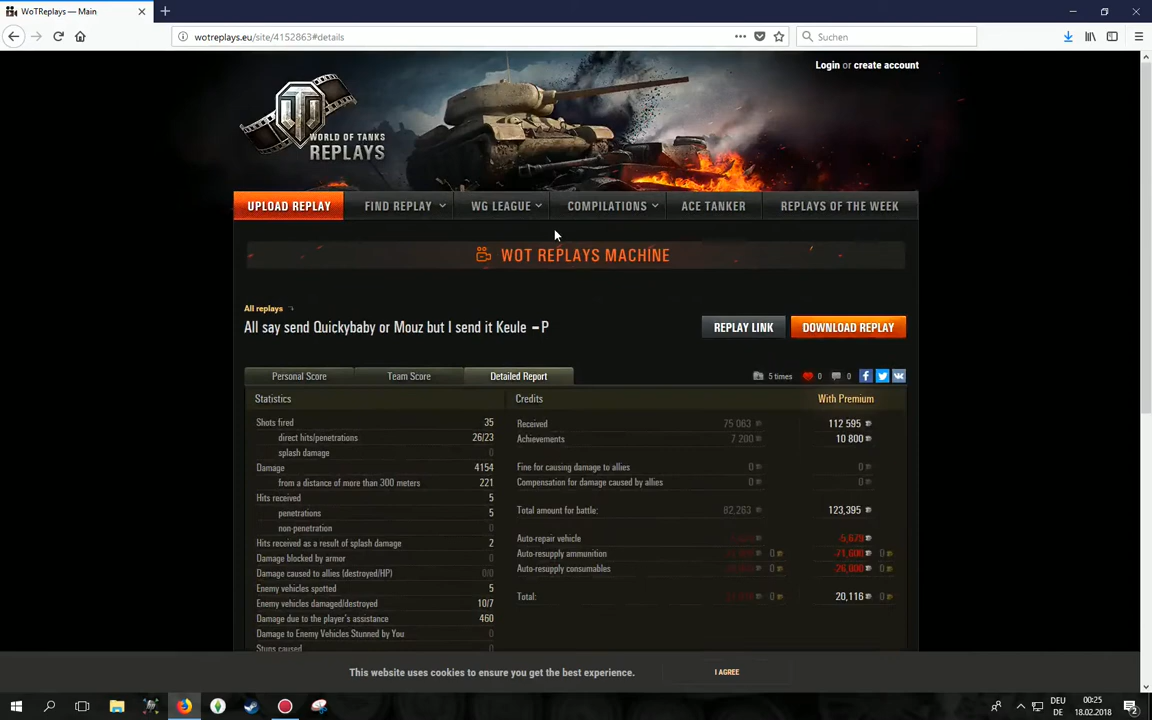 WoTReplays — Main
wotreplays.eu/site/4152863#details
Suchen
Login or create account
WORLD OF TANKS
REPLAYS
UPLOAD REPLAY
FIND REPLAY
WG LEAGUE
COMPILATIONS
ACE TANKER
REPLAYS OF THE WEEK
WOT REPLAYS MACHINE
All replays
All say send Quickybaby or Mouz but I send it Keule =P
REPLAY LINK
DOWNLOAD REPLAY
Personal Score
Team Score
Detailed Report
5 times
0
0
Statistics
Shots fired 35
direct hits/penetrations 26/23
splash damage 0
Damage 4154
from a distance of more than 300 meters 221
Hits received 5
penetrations 5
non-penetration 0
Hits received as a result of splash damage 2
Damage blocked by armor 0
Damage caused to allies (destroyed/HP) 0/0
Enemy vehicles spotted 5
Enemy vehicles damaged/destroyed 10/7
Damage due to the player's assistance 460
Damage to Enemy Vehicles Stunned by You 0
Stuns caused 0
Credits With Premium
Received 75 063 112 595
Achievements 7 200 10 800
Fine for causing damage to allies 0 0
Compensation for damage caused by allies 0 0
Total amount for battle: 82,263 123,395
Auto-repair vehicle -5,679
Auto-resupply ammunition 0 -71,600 0
Auto-resupply consumables 0 -26,000 0
Total: 0 20,116 0
This website uses cookies to ensure you get the best experience.
I AGREE
DEU
DE
00:25
18.02.2018
2